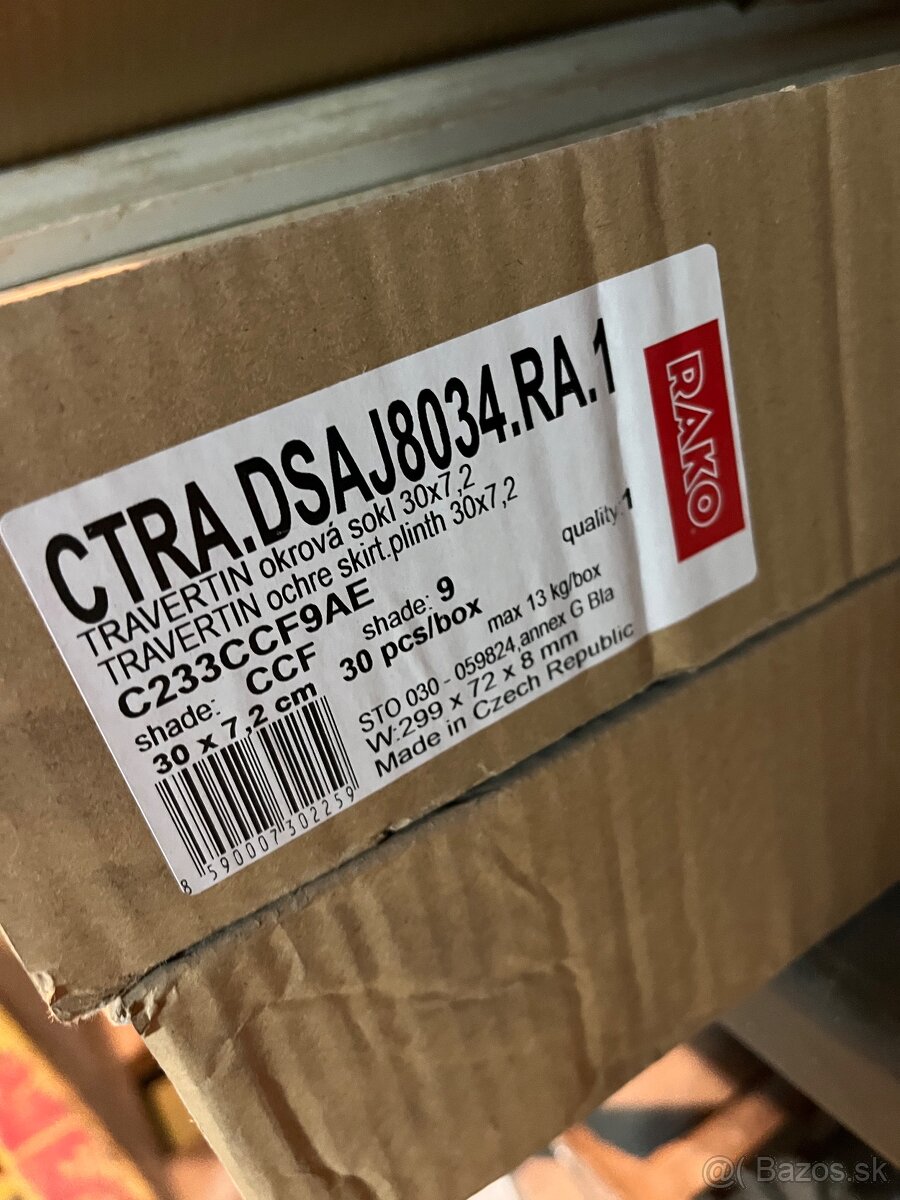 CTRA.DSAJ8034.RA.1
TRAVERTIN okrová sokl 30x7,2
TRAVERTIN ochre skirt.plinth 30x7,2
C233CCF9AE
quality:1
shade: CCF
shade: 9
30 x 7,2 cm
30 pcs/box
max 13 kg/box
STO 030 - 059824,annex G Bla
W:299 x 72 x 8 mm
Made in Czech Republic
8 590007 302259
RAKO
@( Bazos.sk